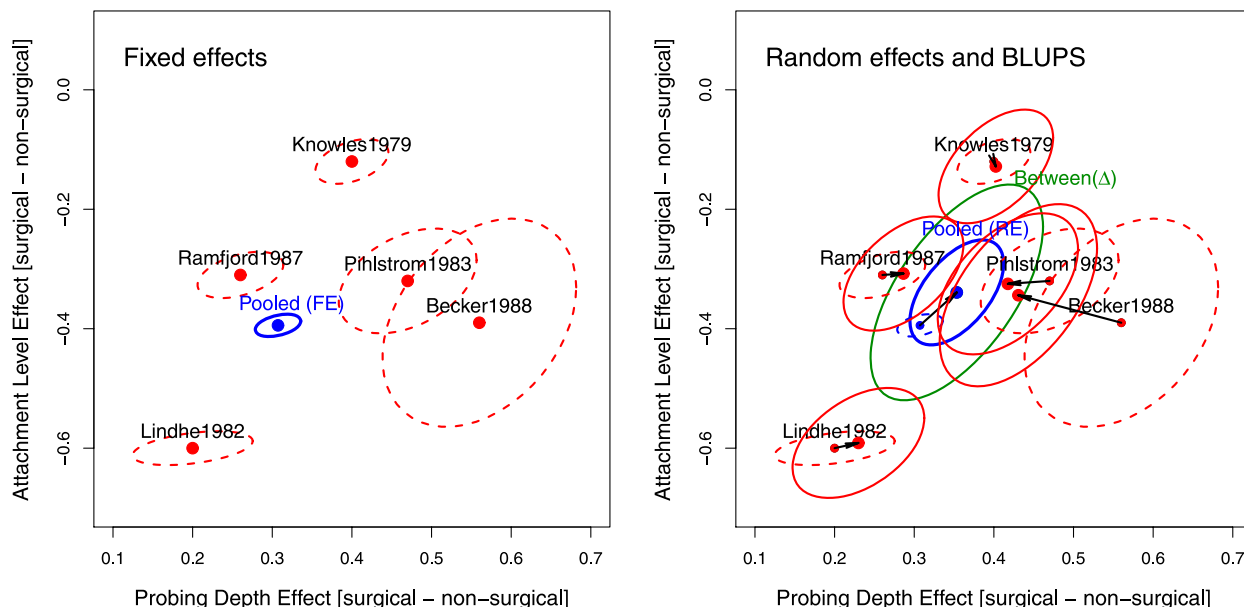 Fixed effects
Knowles1979
Ramfjord1987
Pihlstrom1983
Pooled (FE)
Becker1988
Lindhe1982
0.0
−0.2
−0.4
−0.6
0.1 0.2 0.3 0.4 0.5 0.6 0.7
Attachment Level Effect [surgical − non−surgical]
Probing Depth Effect [surgical − non−surgical]
Random effects and BLUPS
Knowles1979
Between(Δ)
Pooled (RE)
Ramfjord1987
Pihlstrom1983
Becker1988
Lindhe1982
0.0
−0.2
−0.4
−0.6
0.1 0.2 0.3 0.4 0.5 0.6 0.7
Attachment Level Effect [surgical − non−surgical]
Probing Depth Effect [surgical − non−surgical]